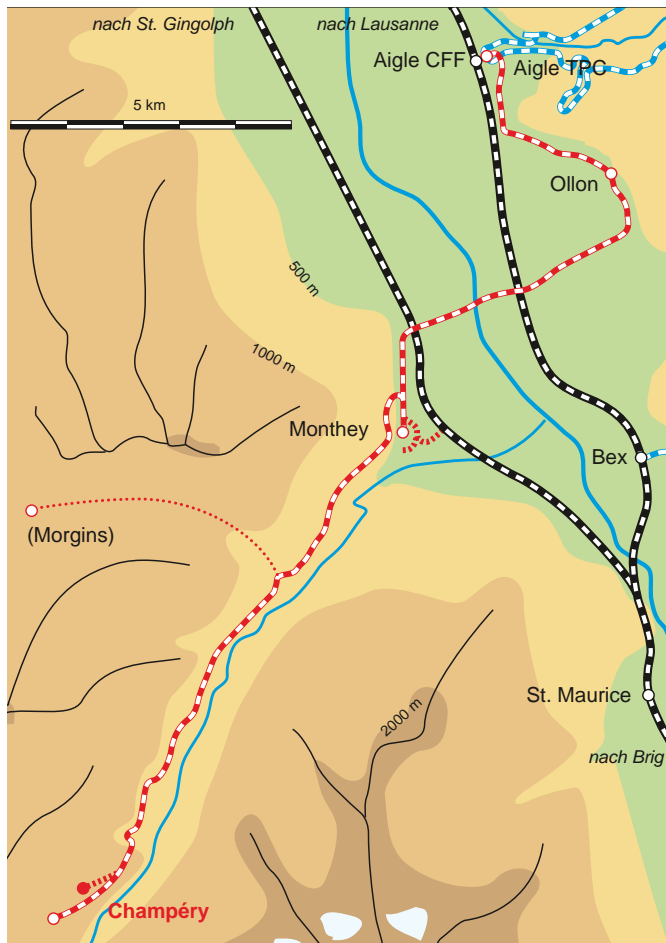 nach St. Gingolph
nach Lausanne
Aigle CFF
Aigle TPC
5 km
Ollon
500 m
1000 m
Monthey
Bex
(Morgins)
St. Maurice
2000 m
nach Brig
Champéry